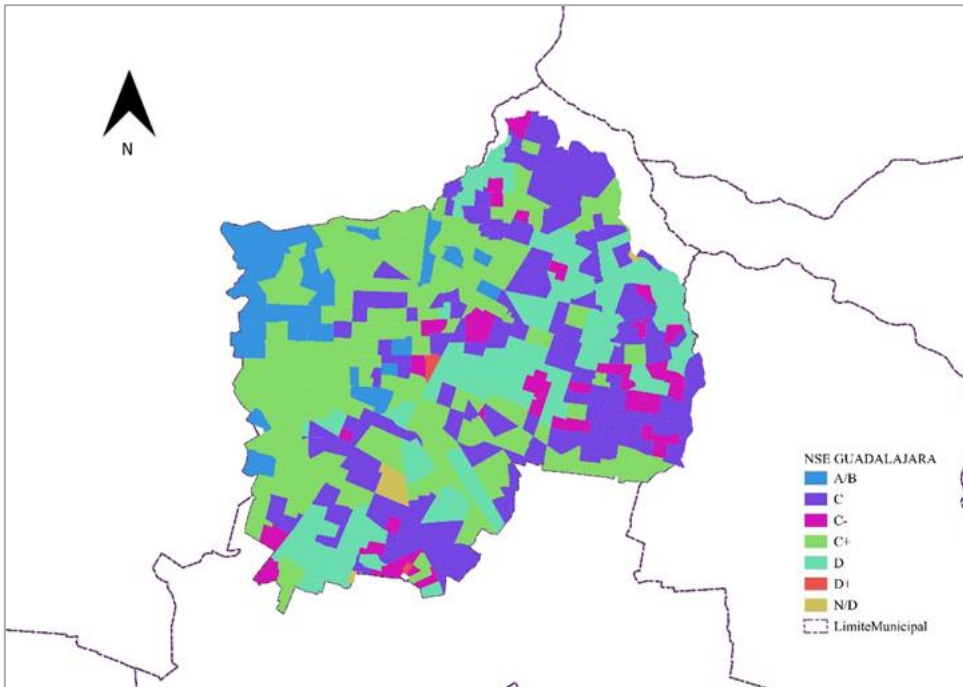 N
NSE GUADALAJARA
A/B
C
C-
C+
D
D+
N/D
LimiteMunicipal